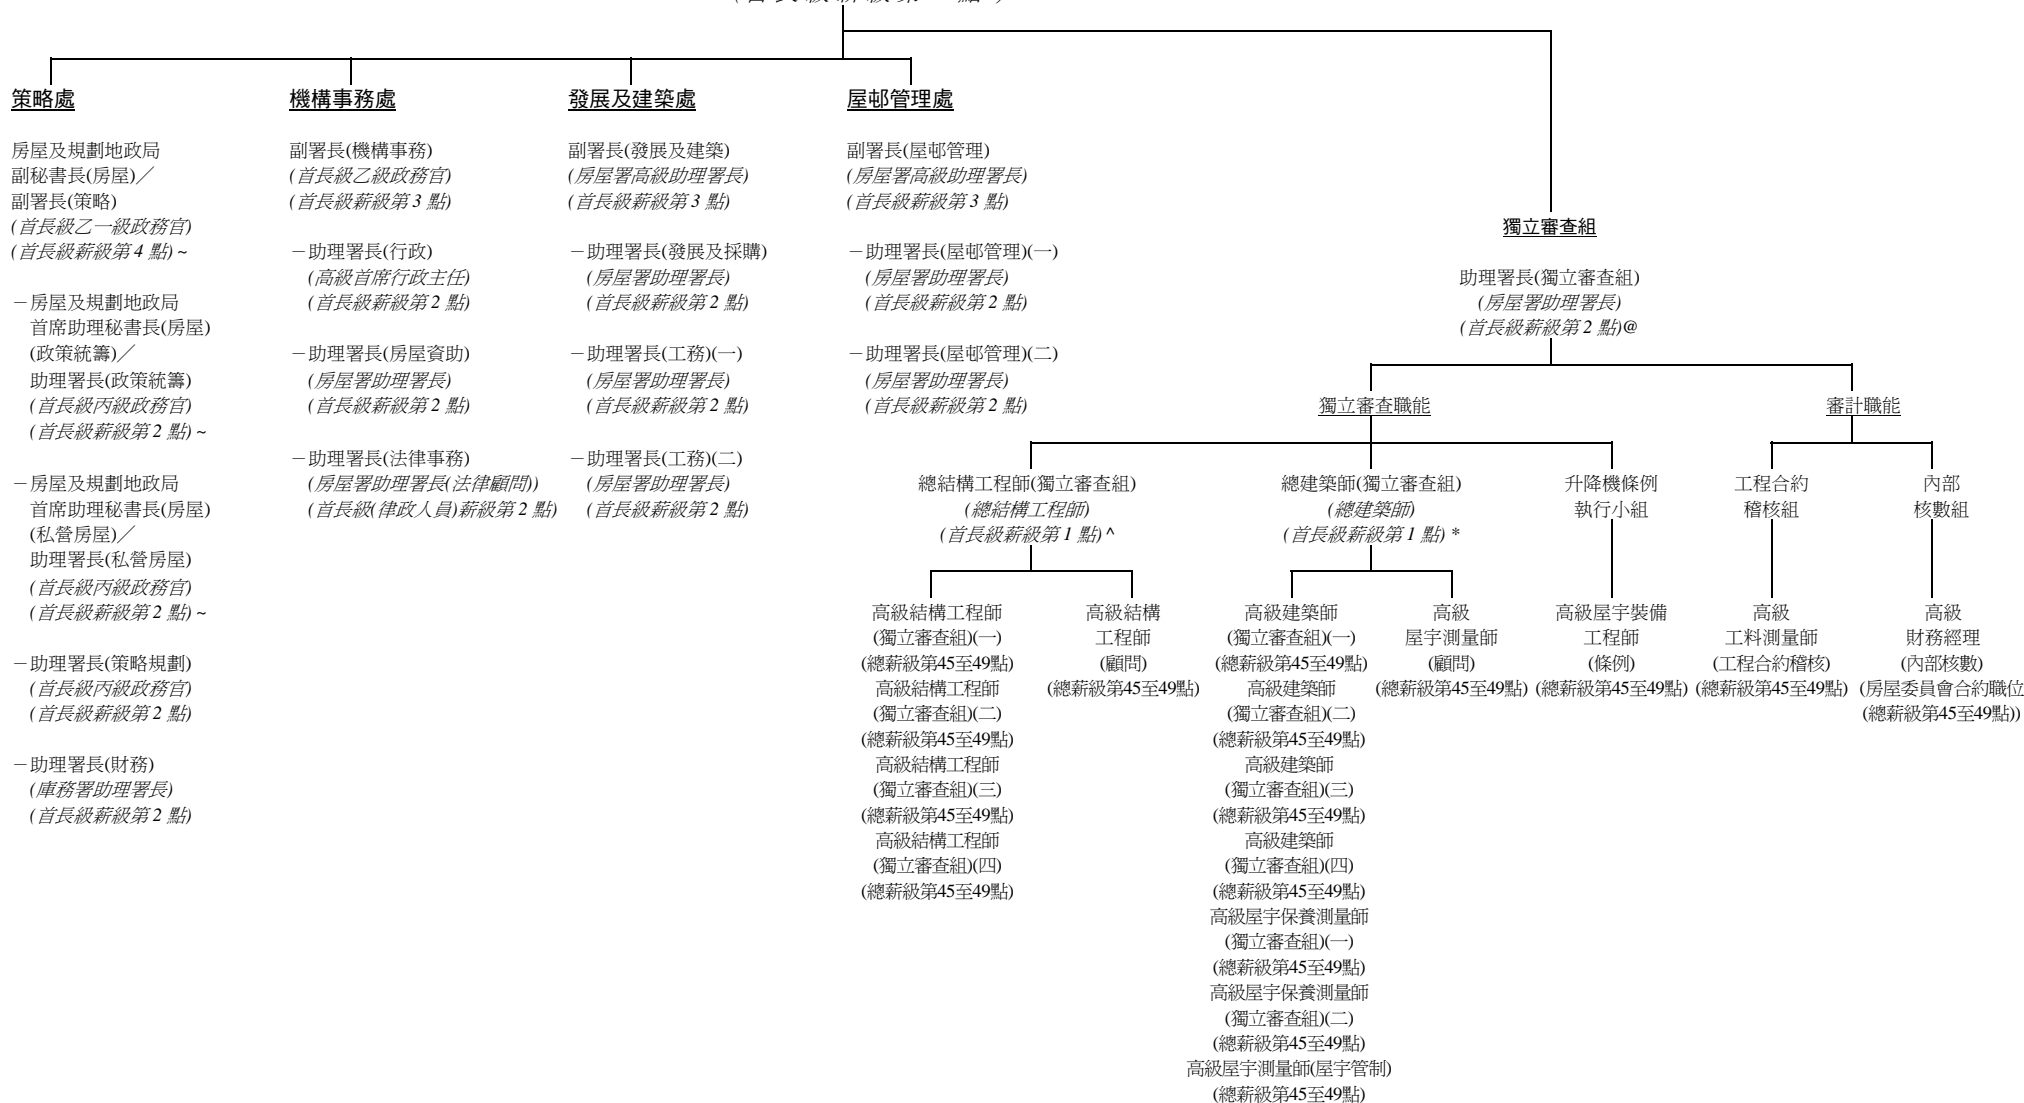 策略處
房屋及規劃地政局
副秘書長(房屋)／
副署長(策略)
(首長級乙一級政務官)
(首長級薪級第 4 點) ~
－房屋及規劃地政局
首席助理秘書長(房屋)
(政策統籌)／
助理署長(政策統籌)
(首長級丙級政務官)
(首長級薪級第 2 點) ~
－房屋及規劃地政局
首席助理秘書長(房屋)
(私營房屋)／
助理署長(私營房屋)
(首長級丙級政務官)
(首長級薪級第 2 點) ~
－助理署長(策略規劃)
(首長級丙級政務官)
(首長級薪級第 2 點)
－助理署長(財務)
(庫務署助理署長)
(首長級薪級第 2 點)
機構事務處
副署長(機構事務)
(首長級乙級政務官)
(首長級薪級第 3 點)
－助理署長(行政)
(高級首席行政主任)
(首長級薪級第 2 點)
－助理署長(房屋資助)
(房屋署助理署長)
(首長級薪級第 2 點)
－助理署長(法律事務)
(房屋署助理署長(法律顧問))
(首長級(律政人員)薪級第 2 點)
發展及建築處
副署長(發展及建築)
(房屋署高級助理署長)
(首長級薪級第 3 點)
－助理署長(發展及採購)
(房屋署助理署長)
(首長級薪級第 2 點)
－助理署長(工務)(一)
(房屋署助理署長)
(首長級薪級第 2 點)
－助理署長(工務)(二)
(房屋署助理署長)
(首長級薪級第 2 點)
屋邨管理處
副署長(屋邨管理)
(房屋署高級助理署長)
(首長級薪級第 3 點)
－助理署長(屋邨管理)(一)
(房屋署助理署長)
(首長級薪級第 2 點)
－助理署長(屋邨管理)(二)
(房屋署助理署長)
(首長級薪級第 2 點)
獨立審查組
助理署長(獨立審查組)
(房屋署助理署長)
(首長級薪級第 2 點)@
獨立審查職能
審計職能
總結構工程師(獨立審查組)
(總結構工程師)
(首長級薪級第 1 點) ^
總建築師(獨立審查組)
(總建築師)
(首長級薪級第 1 點) *
升降機條例
執行小組
工程合約
稽核組
內部
核數組
高級結構工程師
(獨立審查組)(一)
(總薪級第45至49點)
高級結構工程師
(獨立審查組)(二)
(總薪級第45至49點)
高級結構工程師
(獨立審查組)(三)
(總薪級第45至49點)
高級結構工程師
(獨立審查組)(四)
(總薪級第45至49點)
高級結構
工程師
(顧問)
(總薪級第45至49點)
高級建築師
(獨立審查組)(一)
(總薪級第45至49點)
高級建築師
(獨立審查組)(二)
(總薪級第45至49點)
高級建築師
(獨立審查組)(三)
(總薪級第45至49點)
高級建築師
(獨立審查組)(四)
(總薪級第45至49點)
高級屋宇保養測量師
(獨立審查組)(一)
(總薪級第45至49點)
高級屋宇保養測量師
(獨立審查組)(二)
(總薪級第45至49點)
高級屋宇測量師(屋宇管制)
(總薪級第45至49點)
高級
屋宇測量師
(顧問)
(總薪級第45至49點)
高級屋宇裝備
工程師
(條例)
(總薪級第45至49點)
高級
工料測量師
(工程合約稽核)
(總薪級第45至49點)
高級
財務經理
(內部核數)
(房屋委員會合約職位
(總薪級第45至49點))